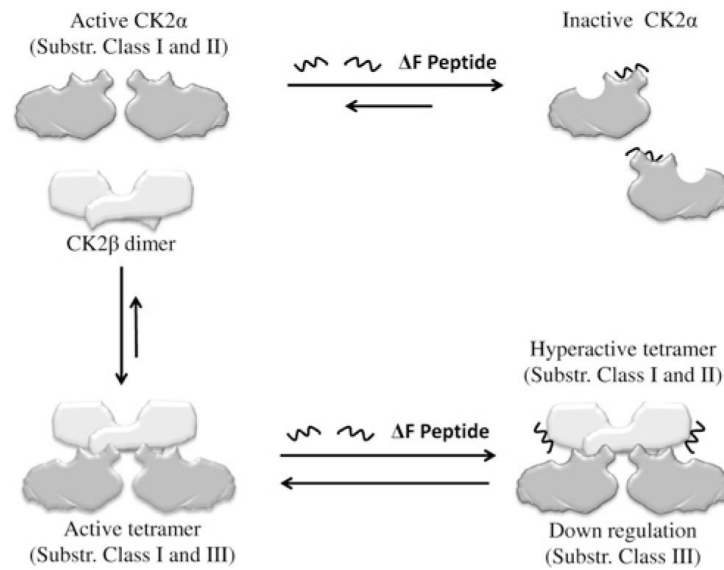 Active CK2α
(Substr. Class I and II)
ΔF Peptide
Inactive CK2α
CK2β dimer
Hyperactive tetramer
(Substr. Class I and II)
ΔF Peptide
Active tetramer
(Substr. Class I and III)
Down regulation
(Substr. Class III)